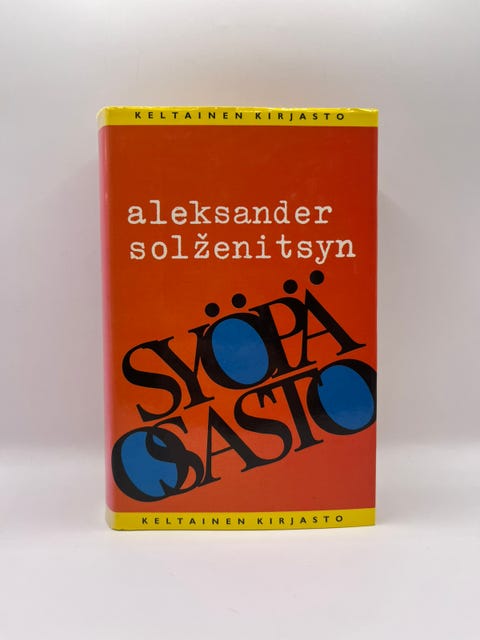 KELTAINEN KIRJASTO
aleksander
solženitsyn
SYÖPÄ
OSASTO
KELTAINEN KIRJASTO